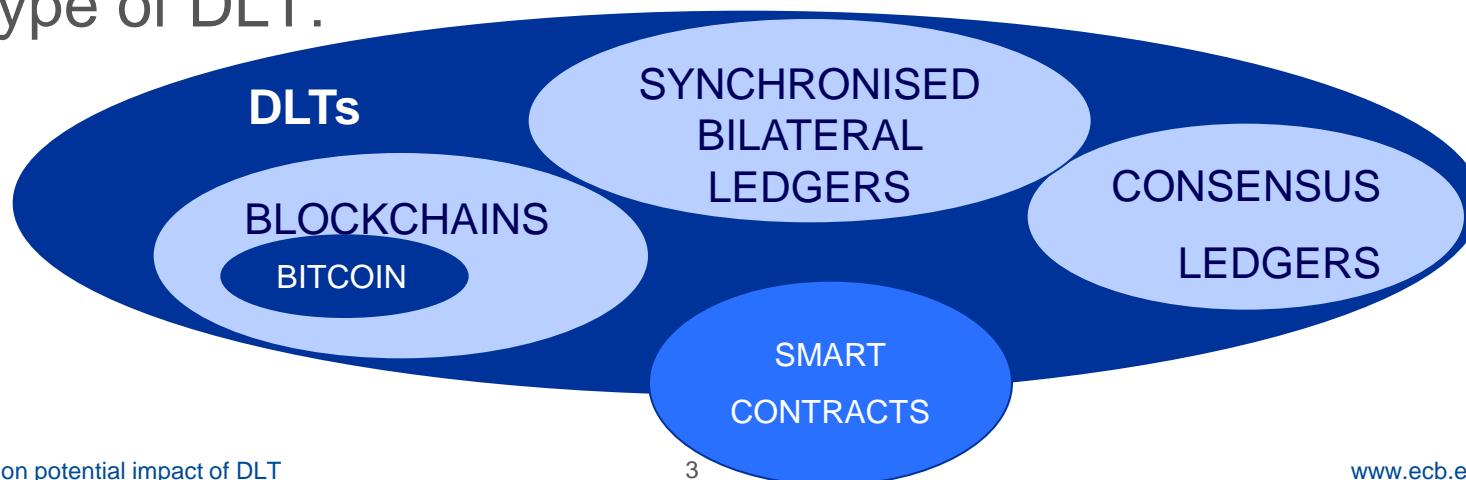 ype of DLT.
DLTs
SYNCHRONISED
BILATERAL
LEDGERS
CONSENSUS
LEDGERS
BLOCKCHAINS
BITCOIN
SMART
CONTRACTS
on potential impact of DLT
3
www.ecb.e